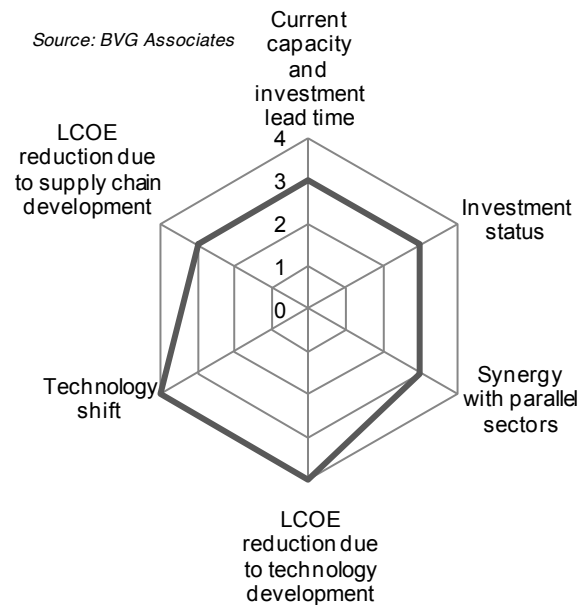 Source: BVG Associates
Current
capacity
and
investment
lead time
LCOE
reduction due
to supply chain
development
Investment
status
4
3
2
1
0
Technology
shift
Synergy
with parallel
sectors
LCOE
reduction due
to technology
development